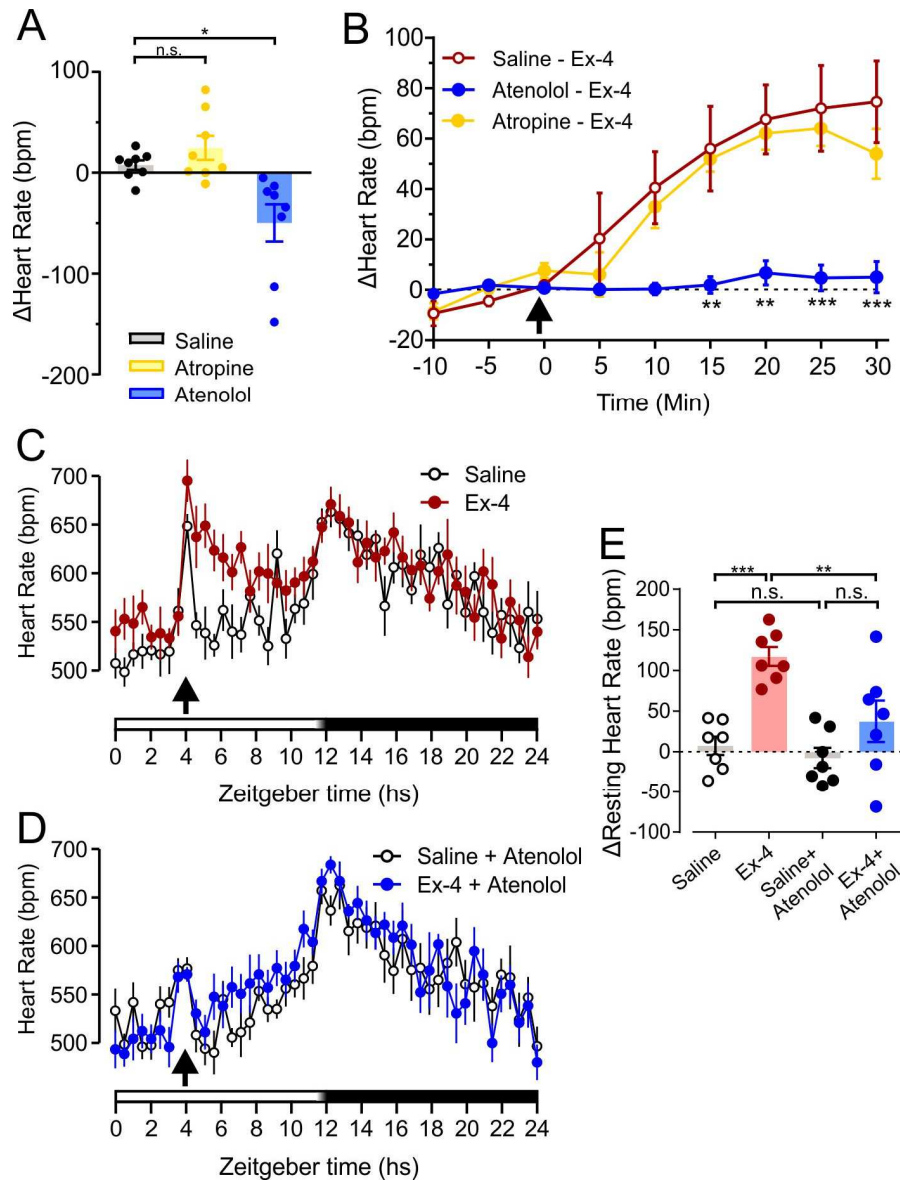 A
*
n.s.
100
0
-100
-200
ΔHeart Rate (bpm)
Saline
Atropine
Atenolol
B
100
80
60
40
20
0
-20
ΔHeart Rate (bpm)
Saline - Ex-4
Atenolol - Ex-4
Atropine - Ex-4
** ** *** ***
-10 -5 0 5 10 15 20 25 30
Time (Min)
C
700
650
600
550
500
Heart Rate (bpm)
Saline
Ex-4
0 2 4 6 8 10 12 14 16 18 20 22 24
Zeitgeber time (hs)
D
700
650
600
550
500
Heart Rate (bpm)
Saline + Atenolol
Ex-4 + Atenolol
0 2 4 6 8 10 12 14 16 18 20 22 24
Zeitgeber time (hs)
E
*** **
n.s. n.s.
200
150
100
50
0
-50
-100
ΔResting Heart Rate (bpm)
Saline
Ex-4
Saline+
Atenolol
Ex-4+
Atenolol